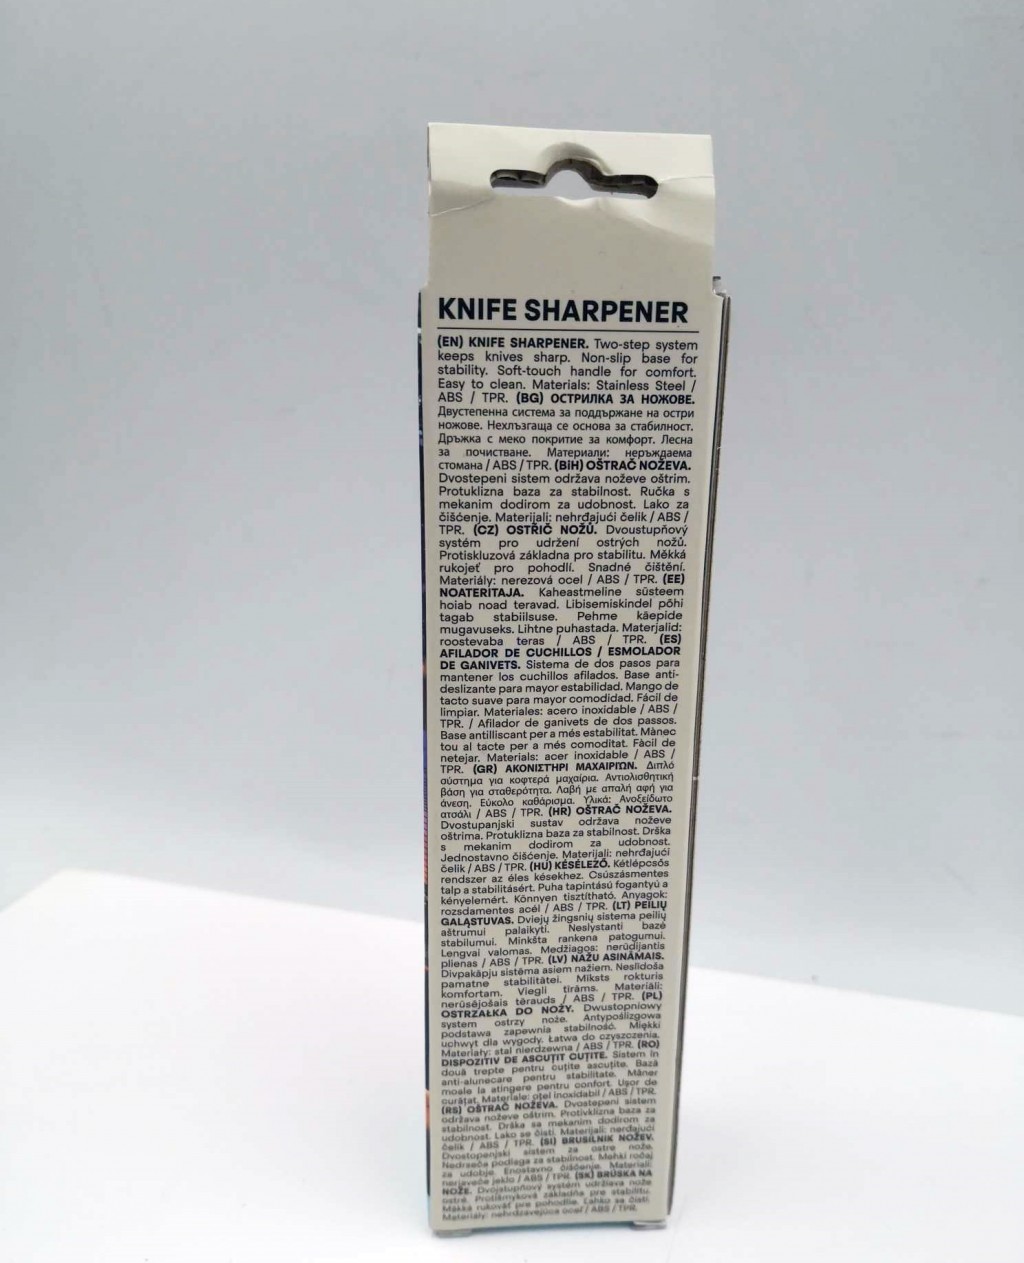 KNIFE SHARPENER
(EN) KNIFE SHARPENER. Two-step system
keeps knives sharp. Non-slip base for
stability. Soft-touch handle for comfort.
Easy to clean. Materials: Stainless Steel /
ABS / TPR. (BG) ОСТРИЛКА ЗА НОЖОВЕ.
Двустепенна система за поддържане на остри
ножове. Нехлъзгаща се основа за стабилност.
Дръжка с меко покритие за комфорт. Лесна
за почистване. Материали: неръждаема
стомана / ABS / TPR. (BiH) OŠTRAČ NOŽEVA.
Dvostepeni sistem održava noževe oštrim.
Protuklizna baza za stabilnost. Ručka s
mekanim dodirom za udobnost. Lako za
čišćenje. Materijali: nehrđajući čelik / ABS /
TPR. (CZ) OSTŘIČ NOŽŮ. Dvoustupňový
systém pro udržení ostrých nožů.
Protiskluzová základna pro stabilitu. Měkká
rukojeť pro pohodlí. Snadné čištění.
Materiály: nerezová ocel / ABS / TPR. (EE)
NOATERITAJA. Kaheastmeline süsteem
hoiab noad teravad. Libisemiskindel põhi
tagab stabiilsuse. Pehme käepide
mugavuseks. Lihtne puhastada. Materjalid:
roostevaba teras / ABS / TPR. (ES)
AFILADOR DE CUCHILLOS / ESMOLADOR
DE GANIVETS. Sistema de dos pasos para
mantener los cuchillos afilados. Base anti-
deslizante para mayor estabilidad. Mango de
tacto suave para mayor comodidad. Fácil de
limpiar. Materiales: acero inoxidable / ABS /
TPR. / Afilador de ganivets de dos passos.
Base antilliscant per a més estabilitat. Mànec
tou al tacte per a més comoditat. Fàcil de
netejar. Materials: acer inoxidable / ABS /
TPR. (GR) ΑΚΟΝΙΣΤΗΡΙ ΜΑΧΑΙΡΙΩΝ. Διπλό
σύστημα για κοφτερά μαχαίρια. Αντιολισθητική
βάση για σταθερότητα. Λαβή με απαλή αφή για
άνεση. Εύκολο καθάρισμα. Υλικά: Ανοξείδωτο
ατσάλι / ABS / TPR. (HR) OŠTRAČ NOŽEVA.
Dvostupanjski sustav održava noževe
oštrima. Protuklizna baza za stabilnost. Drška
s mekanim dodirom za udobnost.
Jednostavno čišćenje. Materijali: nehrđajući
čelik / ABS / TPR. (HU) KÉSÉLEZŐ. Kétlépcsős
rendszer az éles késekhez. Csúszásmentes
talp a stabilitásért. Puha tapintású fogantyú a
kényelemért. Könnyen tisztítható. Anyagok:
rozsdamentes acél / ABS / TPR. (LT) PEILIŲ
GALĄSTUVAS. Dviejų žingsnių sistema peilių
aštrumui palaikyti. Neslystanti bazė
stabilumui. Minkšta rankena patogumui.
Lengvai valomas. Medžiagos: nerūdijantis
plienas / ABS / TPR. (LV) NAŽU ASINĀMAIS.
Divpakāpju sistēma asiem nažiem. Neslīdoša
pamatne stabilitātei. Mīksts rokturis
komfortam. Viegli tīrāms. Materiāli:
nerūsējošais tērauds / ABS / TPR. (PL)
OSTRZAŁKA DO NOŻY. Dwustopniowy
system ostrzy noże. Antypoślizgowa
podstawa zapewnia stabilność. Miękki
uchwyt dla wygody. Łatwa do czyszczenia.
Materiały: stal nierdzewna / ABS / TPR. (RO)
DISPOZITIV DE ASCUȚIT CUȚITE. Sistem în
două trepte pentru cuțite ascuțite. Bază
anti-alunecare pentru stabilitate. Mâner
moale la atingere pentru confort. Ușor de
curățat. Materiale: oțel inoxidabil / ABS / TPR.
(RS) OŠTRAČ NOŽEVA. Dvostepeni sistem
održava noževe oštrim. Protivklizna baza za
stabilnost. Drška sa mekanim dodirom za
udobnost. Lako se čisti. Materijali: nerđajući
čelik / ABS / TPR. (SI) BRUSILNIK NOŽEV.
Dvostopenjski sistem za ostre nože.
Nedrseča podlaga za stabilnost. Mehki ročaj
za udobje. Enostavno čiščenje. Materiali:
nerjaveče jeklo / ABS / TPR. (SK) BRÚSKA NA
NOŽE. Dvojstupňový systém udržiava nože
ostré. Protišmyková základňa pre stabilitu.
Mäkká rukoväť pre pohodlie. Ľahko sa čistí.
Materiály: nehrdzavejúca oceľ / ABS / TPR.